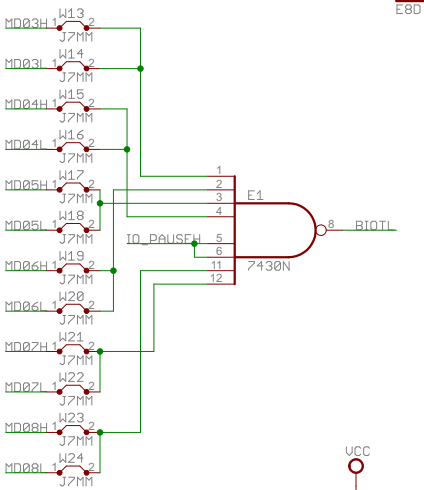 E8D
MD03H 1 W13 2
J7MM
MD03L 1 W14 2
J7MM
MD04H 1 W15 2
J7MM
MD04L 1 W16 2
J7MM
MD05H 1 W17 2
J7MM
MD05L 1 W18 2
J7MM
MD06H 1 W19 2
J7MM
MD06L 1 W20 2
J7MM
MD07H 1 W21 2
J7MM
MD07L 1 W22 2
J7MM
MD08H 1 W23 2
J7MM
MD08L 1 W24 2
J7MM
IO_PAUSEH
1
2
3
4
5
6
11
12
E1
7430N
8 BIOTL
VCC